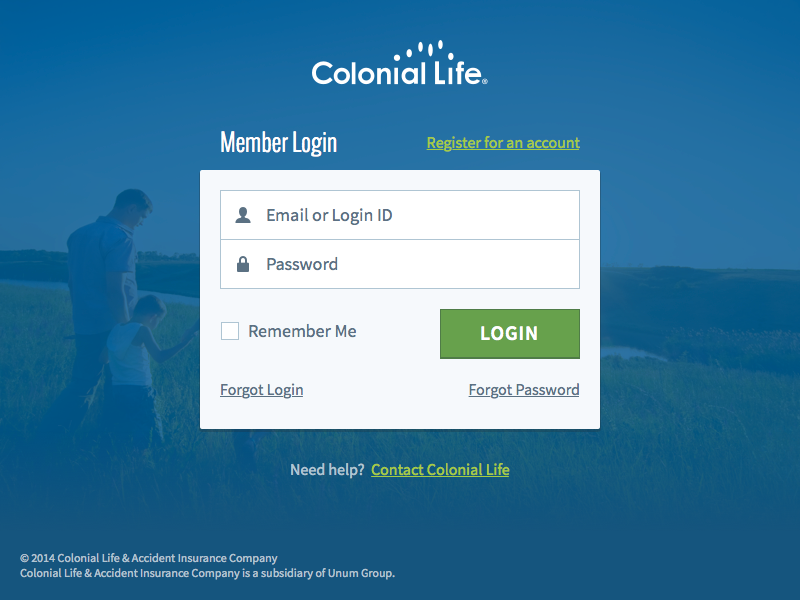 Colonial Life®
Member Login
Register for an account
Email or Login ID
Password
Remember Me
LOGIN
Forgot Login
Forgot Password
Need help? Contact Colonial Life
© 2014 Colonial Life & Accident Insurance Company
Colonial Life & Accident Insurance Company is a subsidiary of Unum Group.